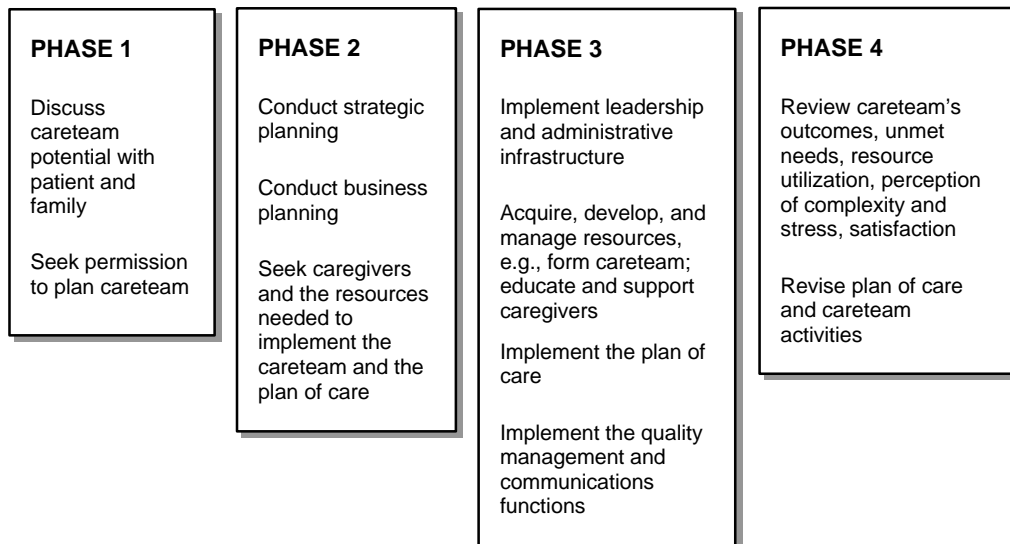 PHASE 1
Discuss
careteam
potential with
patient and
family
Seek permission
to plan careteam
PHASE 2
Conduct strategic
planning
Conduct business
planning
Seek caregivers
and the resources
needed to
implement the
careteam and the
plan of care
PHASE 3
Implement leadership
and administrative
infrastructure
Acquire, develop, and
manage resources,
e.g., form careteam;
educate and support
caregivers
Implement the plan of
care
Implement the quality
management and
communications
functions
PHASE 4
Review careteam’s
outcomes, unmet
needs, resource
utilization, perception
of complexity and
stress, satisfaction
Revise plan of care
and careteam
activities